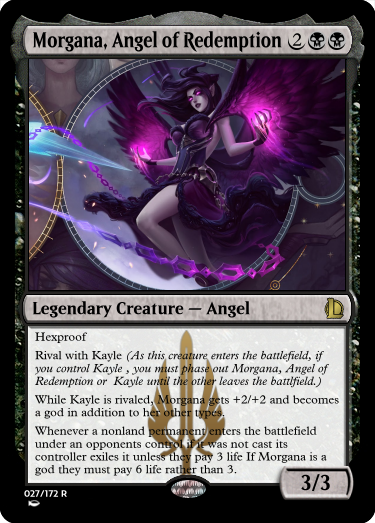 Morgana, Angel of Redemption 2
Legendary Creature — Angel
Hexproof
Rival with Kayle (As this creature enters the battlefield, if
you control Kayle , you must phase out Morgana, Angel of
Redemption or Kayle until the other leaves the battlfield.)
While Kayle is rivaled, Morgana gets +2/+2 and becomes
a god in addition to her other types.
Whenever a nonland permanent enters the battlefield
under an opponents control if it was not cast its
controller exiles it unless they pay 3 life If Morgana is a
god they must pay 6 life rather than 3.
3/3
027/172 R